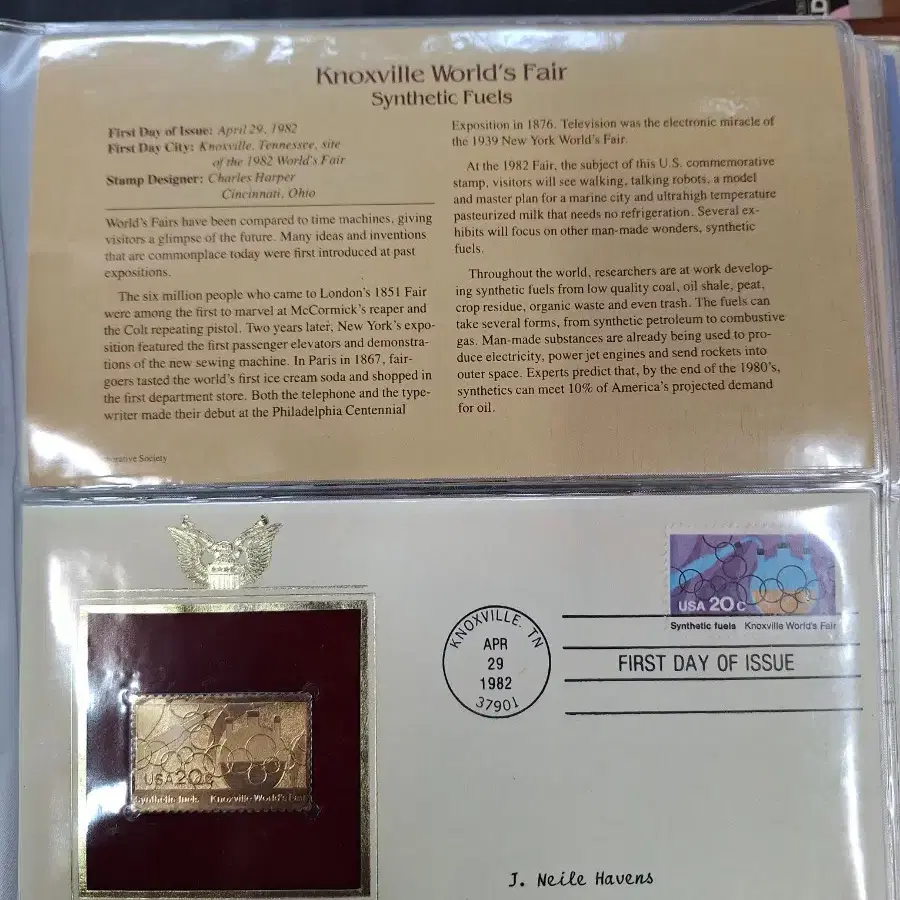 Knoxville World's Fair
Synthetic Fuels
First Day of Issue: April 29, 1982
First Day City: Knoxville, Tennessee, site
of the 1982 World's Fair
Stamp Designer: Charles Harper
Cincinnati, Ohio
World's Fairs have been compared to time machines, giving
visitors a glimpse of the future. Many ideas and inventions
that are commonplace today were first introduced at past
expositions.
The six million people who came to London's 1851 Fair
were among the first to marvel at McCormick's reaper and
the Colt repeating pistol. Two years later, New York's expo-
sition featured the first passenger elevators and demonstra-
tions of the new sewing machine. In Paris in 1867, fair-
goers tasted the world's first ice cream soda and shopped in
the first department store. Both the telephone and the type-
writer made their debut at the Philadelphia Centennial
Exposition in 1876. Television was the electronic miracle of
the 1939 New York World's Fair.
At the 1982 Fair, the subject of this U.S. commemorative
stamp, visitors will see walking, talking robots, a model
and master plan for a marine city and ultrahigh temperature
pasteurized milk that needs no refrigeration. Several ex-
hibits will focus on other man-made wonders, synthetic
fuels.
Throughout the world, researchers are at work develop-
ing synthetic fuels from low quality coal, oil shale, peat,
crop residue, organic waste and even trash. The fuels can
take several forms, from synthetic petroleum to combustive
gas. Man-made substances are already being used to pro-
duce electricity, power jet engines and send rockets into
outer space. Experts predict that, by the end of the 1980's,
synthetics can meet 10% of America's projected demand
for oil.
Society
USA 20c
Synthetic fuels Knoxville World's Fair
KNOXVILLE, TN
APR
29
1982
37901
FIRST DAY OF ISSUE
USA 20c
Synthetic fuels Knoxville World's Fair
J. Neile Havens